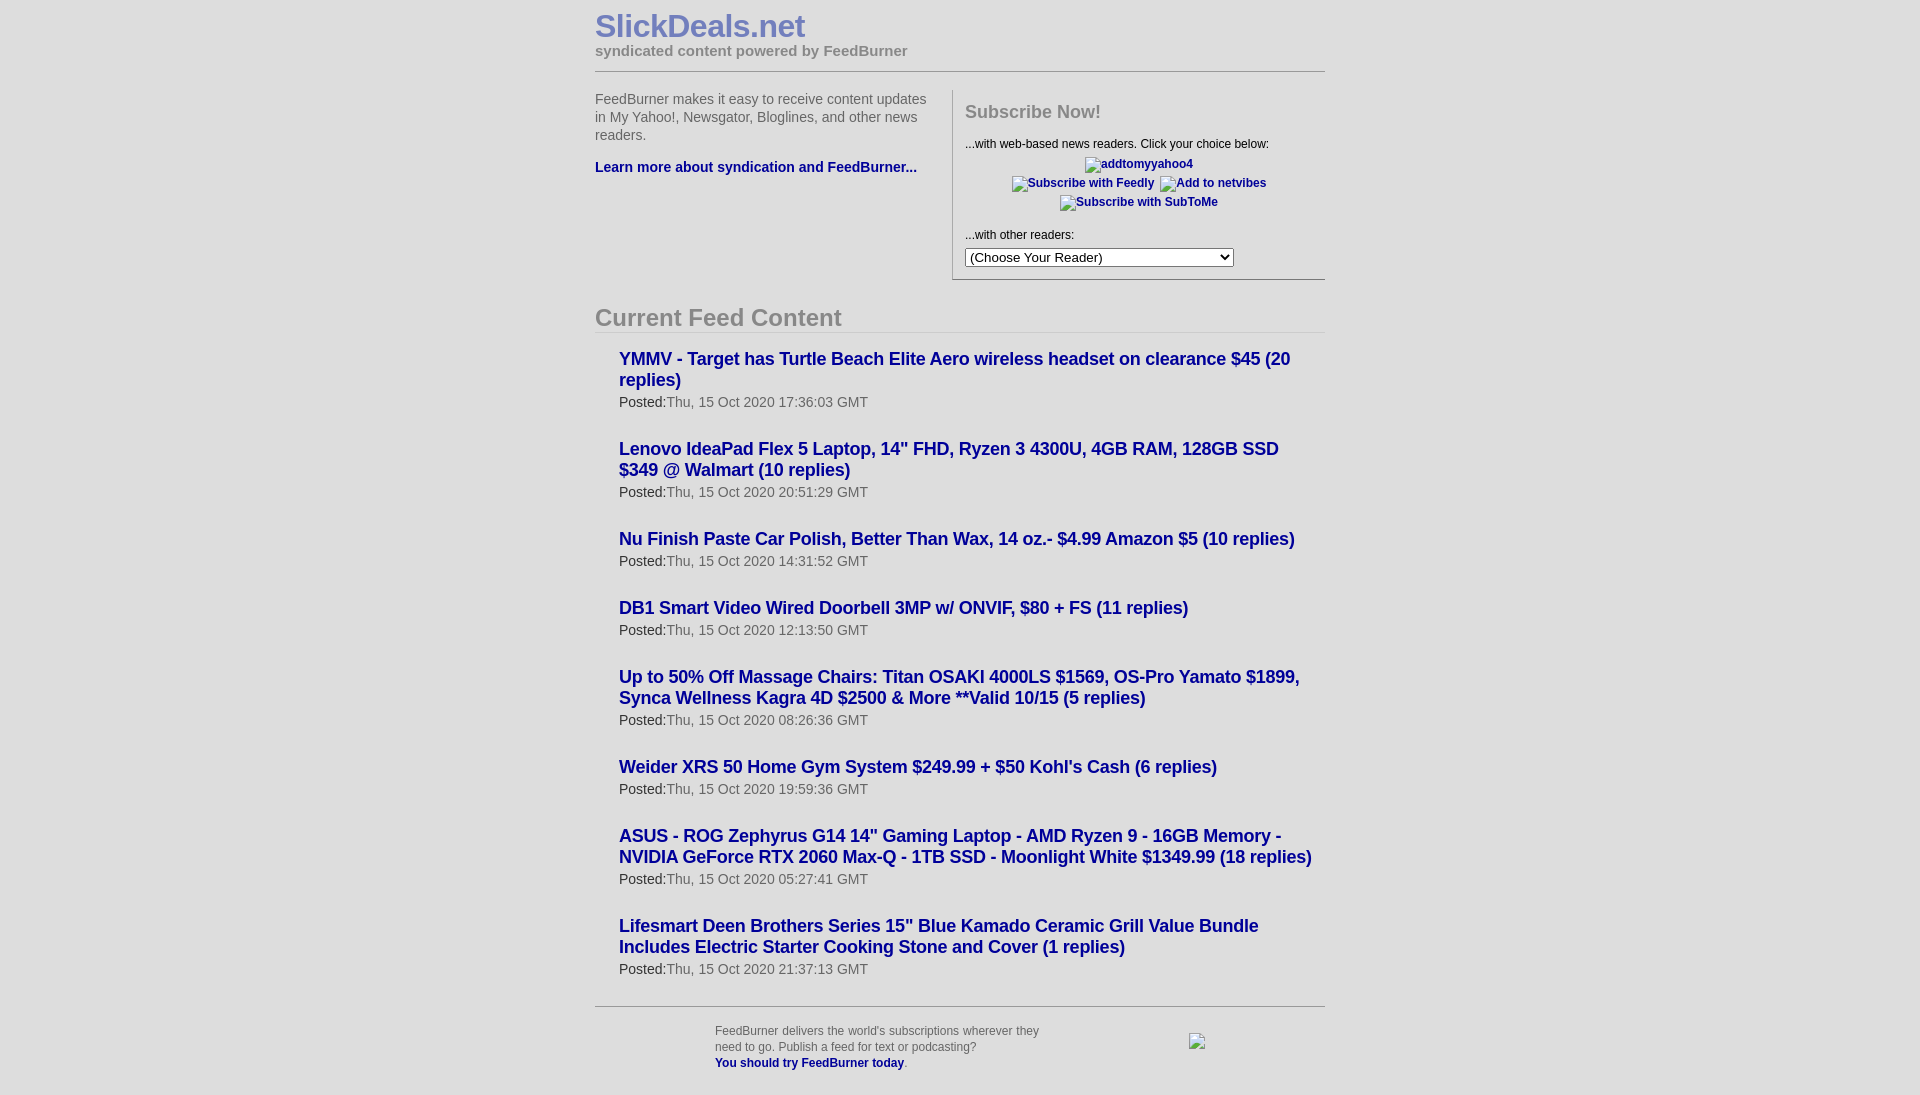 SlickDeals.net
syndicated content powered by FeedBurner
FeedBurner makes it easy to receive content updates
in My Yahoo!, Newsgator, Bloglines, and other news
readers.
Learn more about syndication and FeedBurner...
Subscribe Now!
...with web-based news readers. Click your choice below:
addtomyyahoo4
Subscribe with Feedly Add to netvibes
Subscribe with SubToMe
...with other readers:
(Choose Your Reader)
Current Feed Content
YMMV - Target has Turtle Beach Elite Aero wireless headset on clearance $45 (20
replies)
Posted:Thu, 15 Oct 2020 17:36:03 GMT
Lenovo IdeaPad Flex 5 Laptop, 14" FHD, Ryzen 3 4300U, 4GB RAM, 128GB SSD
$349 @ Walmart (10 replies)
Posted:Thu, 15 Oct 2020 20:51:29 GMT
Nu Finish Paste Car Polish, Better Than Wax, 14 oz.- $4.99 Amazon $5 (10 replies)
Posted:Thu, 15 Oct 2020 14:31:52 GMT
DB1 Smart Video Wired Doorbell 3MP w/ ONVIF, $80 + FS (11 replies)
Posted:Thu, 15 Oct 2020 12:13:50 GMT
Up to 50% Off Massage Chairs: Titan OSAKI 4000LS $1569, OS-Pro Yamato $1899,
Synca Wellness Kagra 4D $2500 & More **Valid 10/15 (5 replies)
Posted:Thu, 15 Oct 2020 08:26:36 GMT
Weider XRS 50 Home Gym System $249.99 + $50 Kohl's Cash (6 replies)
Posted:Thu, 15 Oct 2020 19:59:36 GMT
ASUS - ROG Zephyrus G14 14" Gaming Laptop - AMD Ryzen 9 - 16GB Memory -
NVIDIA GeForce RTX 2060 Max-Q - 1TB SSD - Moonlight White $1349.99 (18 replies)
Posted:Thu, 15 Oct 2020 05:27:41 GMT
Lifesmart Deen Brothers Series 15" Blue Kamado Ceramic Grill Value Bundle
Includes Electric Starter Cooking Stone and Cover (1 replies)
Posted:Thu, 15 Oct 2020 21:37:13 GMT
FeedBurner delivers the world's subscriptions wherever they
need to go. Publish a feed for text or podcasting?
You should try FeedBurner today.